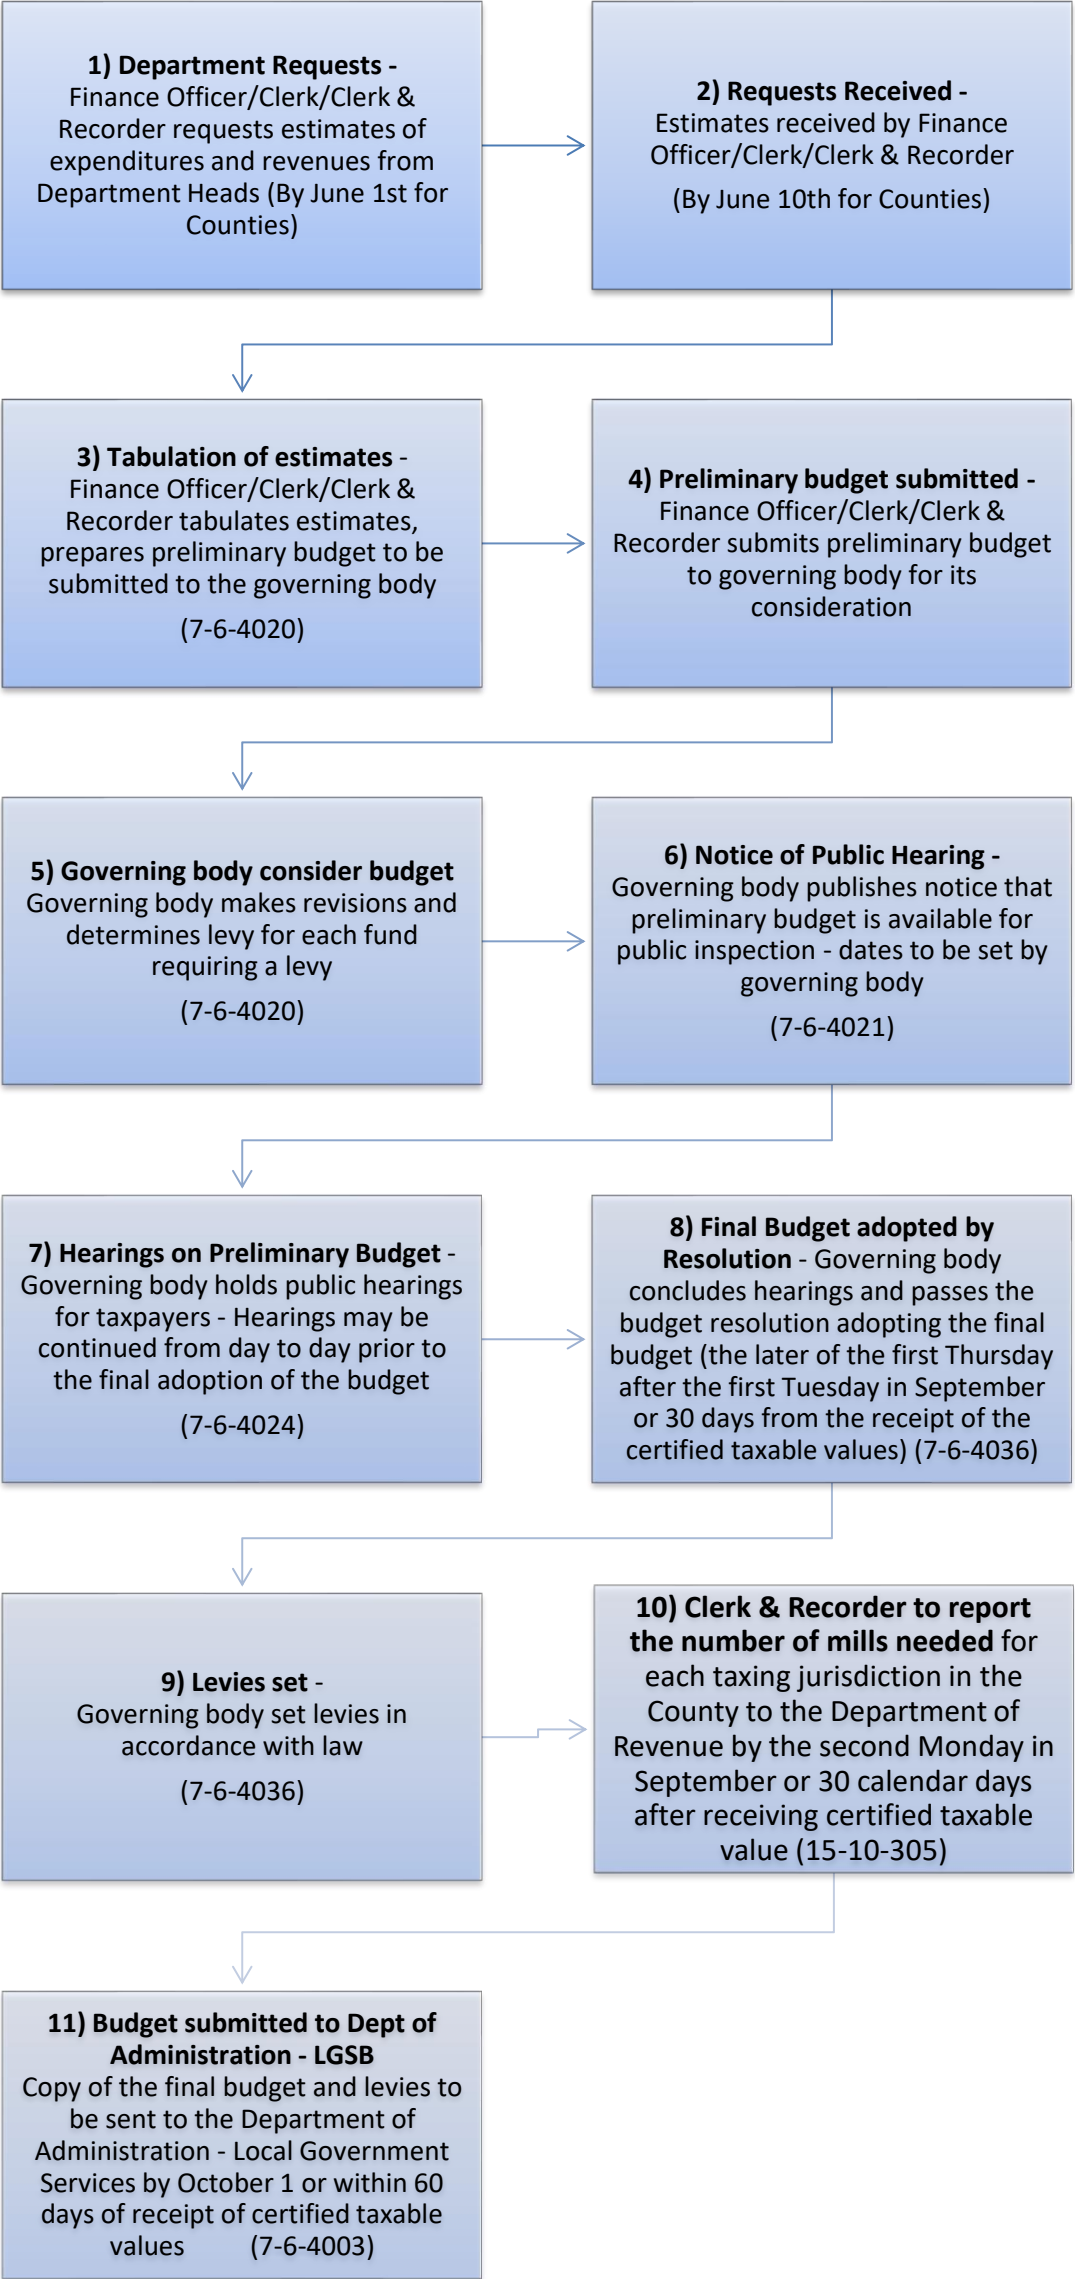 1) Department Requests -
Finance Officer/Clerk/Clerk &
Recorder requests estimates of
expenditures and revenues from
Department Heads (By June 1st for
Counties)
2) Requests Received -
Estimates received by Finance
Officer/Clerk/Clerk & Recorder
(By June 10th for Counties)
3) Tabulation of estimates -
Finance Officer/Clerk/Clerk &
Recorder tabulates estimates,
prepares preliminary budget to be
submitted to the governing body
(7-6-4020)
4) Preliminary budget submitted -
Finance Officer/Clerk/Clerk &
Recorder submits preliminary budget
to governing body for its
consideration
5) Governing body consider budget
Governing body makes revisions and
determines levy for each fund
requiring a levy
(7-6-4020)
6) Notice of Public Hearing -
Governing body publishes notice that
preliminary budget is available for
public inspection - dates to be set by
governing body
(7-6-4021)
7) Hearings on Preliminary Budget -
Governing body holds public hearings
for taxpayers - Hearings may be
continued from day to day prior to
the final adoption of the budget
(7-6-4024)
8) Final Budget adopted by
Resolution - Governing body
concludes hearings and passes the
budget resolution adopting the final
budget (the later of the first Thursday
after the first Tuesday in September
or 30 days from the receipt of the
certified taxable values) (7-6-4036)
9) Levies set -
Governing body set levies in
accordance with law
(7-6-4036)
10) Clerk & Recorder to report
the number of mills needed for
each taxing jurisdiction in the
County to the Department of
Revenue by the second Monday in
September or 30 calendar days
after receiving certified taxable
value (15-10-305)
11) Budget submitted to Dept of
Administration - LGSB
Copy of the final budget and levies to
be sent to the Department of
Administration - Local Government
Services by October 1 or within 60
days of receipt of certified taxable
values (7-6-4003)